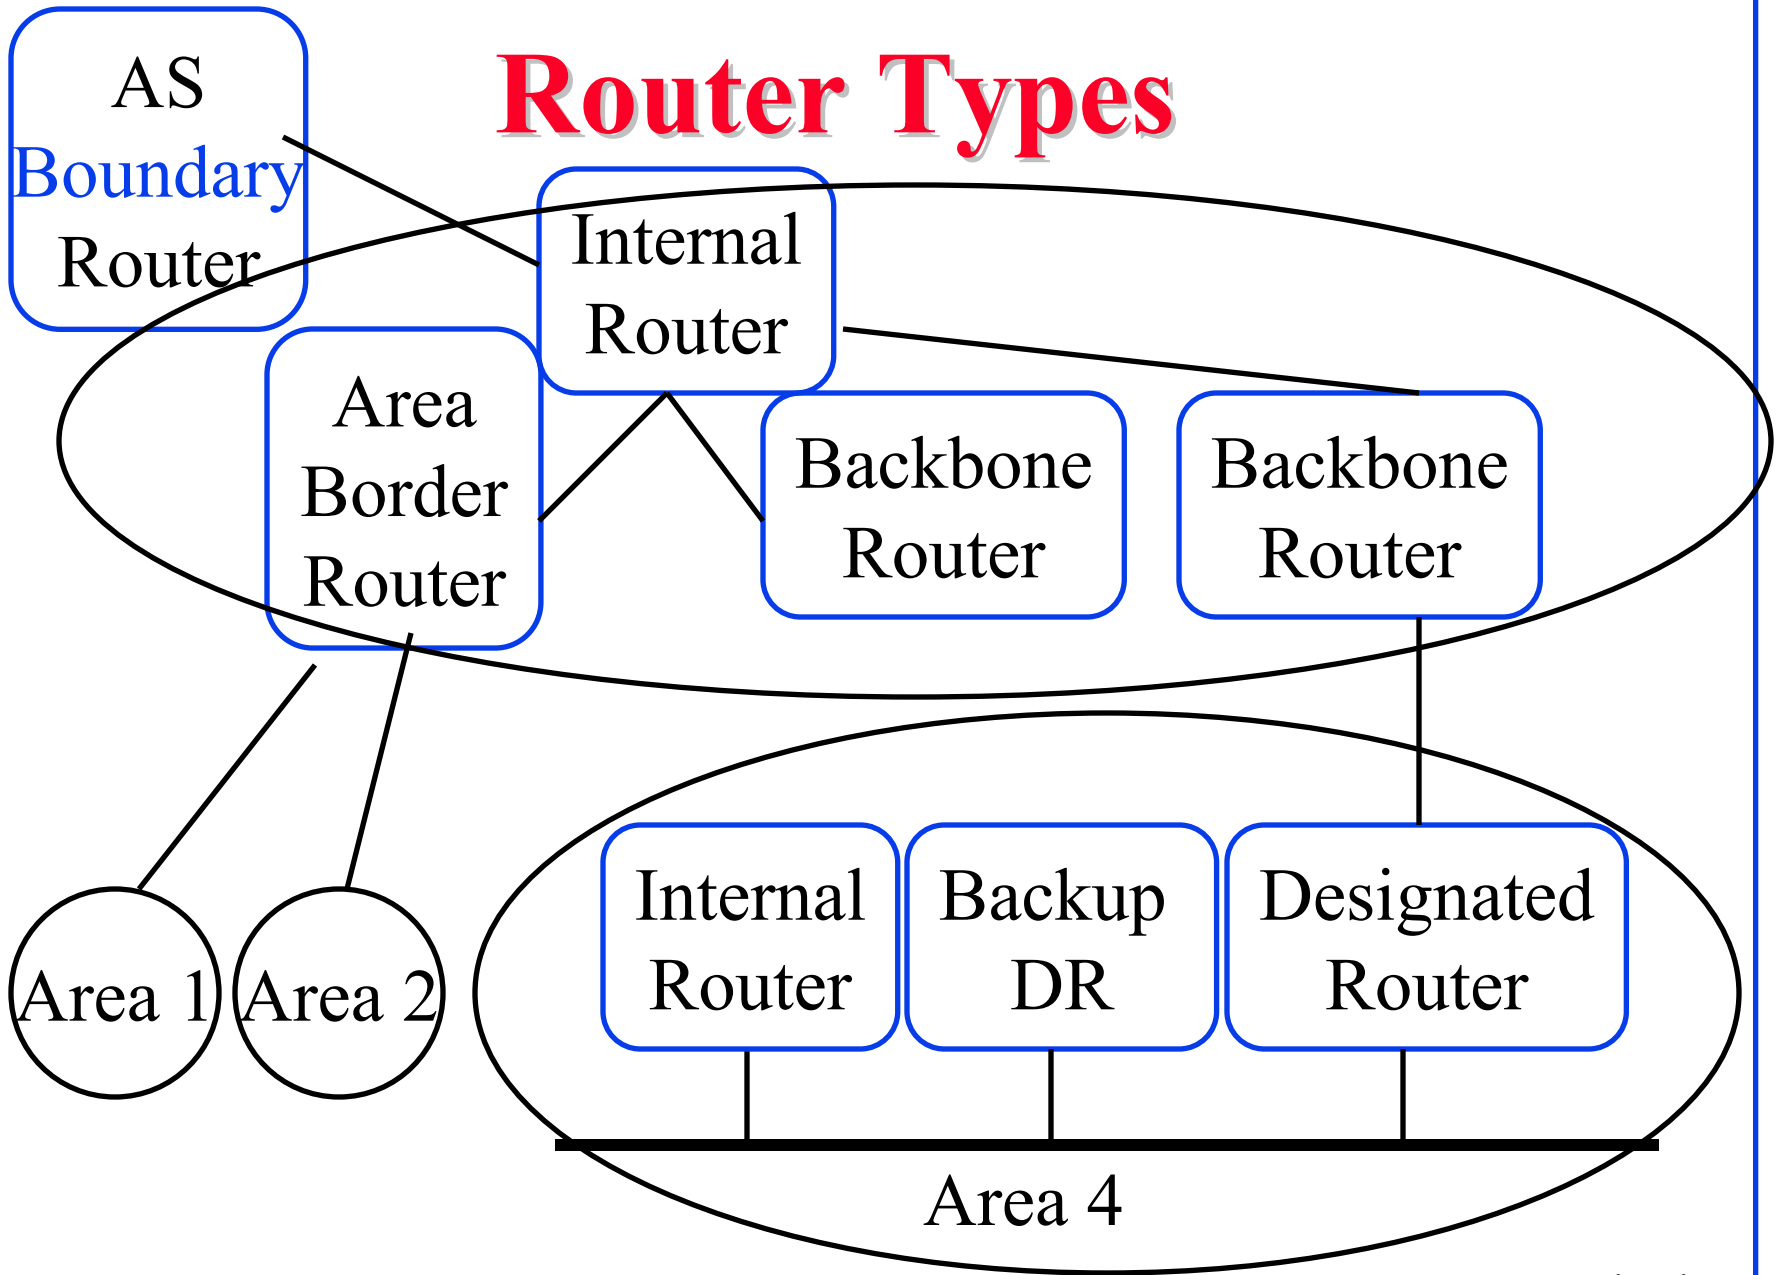 Router Types
AS
Boundary
Router
Internal
Router
Area
Border
Router
Backbone
Router
Backbone
Router
Area 1
Area 2
Internal
Router
Backup
DR
Designated
Router
Area 4